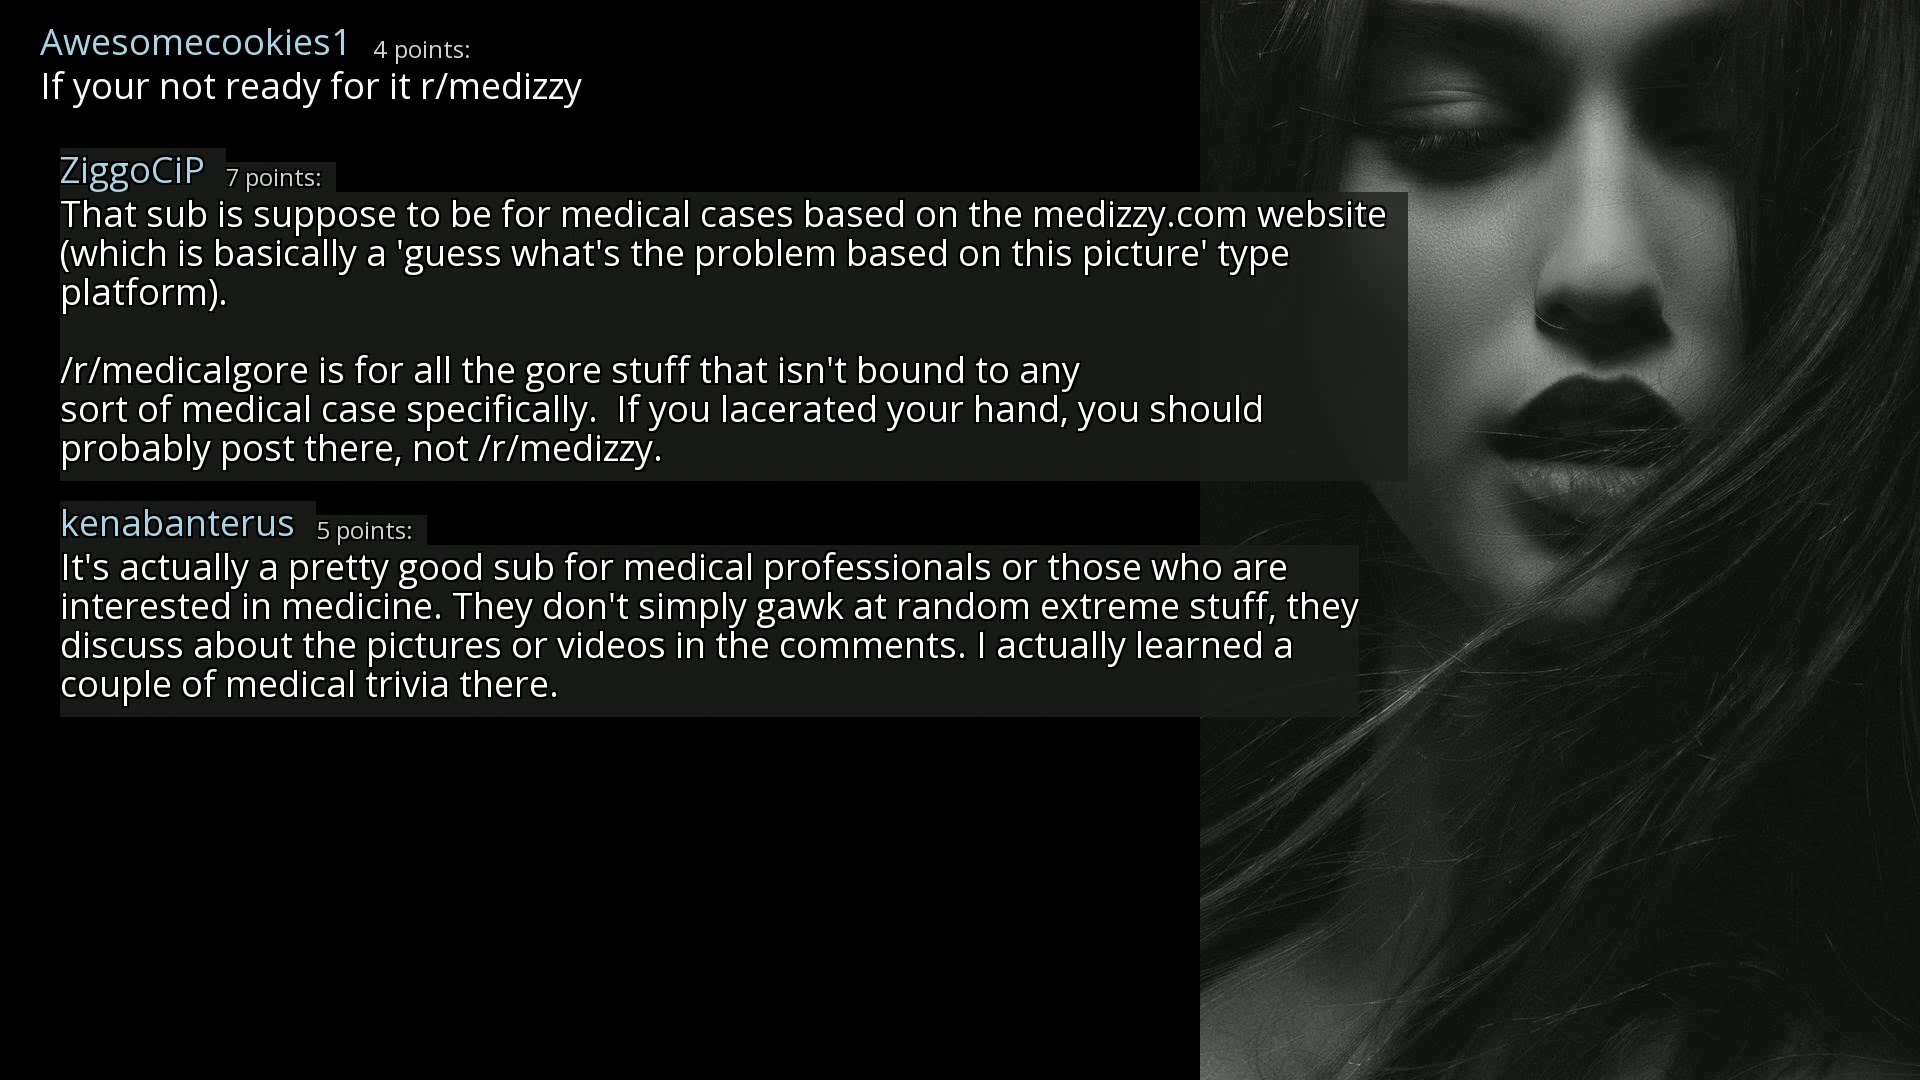 Awesomecookies1 4 points:
If your not ready for it r/medizzy
ZiggoCiP 7 points:
That sub is suppose to be for medical cases based on the medizzy.com website
(which is basically a 'guess what's the problem based on this picture' type
platform).
/r/medicalgore is for all the gore stuff that isn't bound to any
sort of medical case specifically.  If you lacerated your hand, you should
probably post there, not /r/medizzy.
kenabanterus 5 points:
It's actually a pretty good sub for medical professionals or those who are
interested in medicine. They don't simply gawk at random extreme stuff, they
discuss about the pictures or videos in the comments. I actually learned a
couple of medical trivia there.